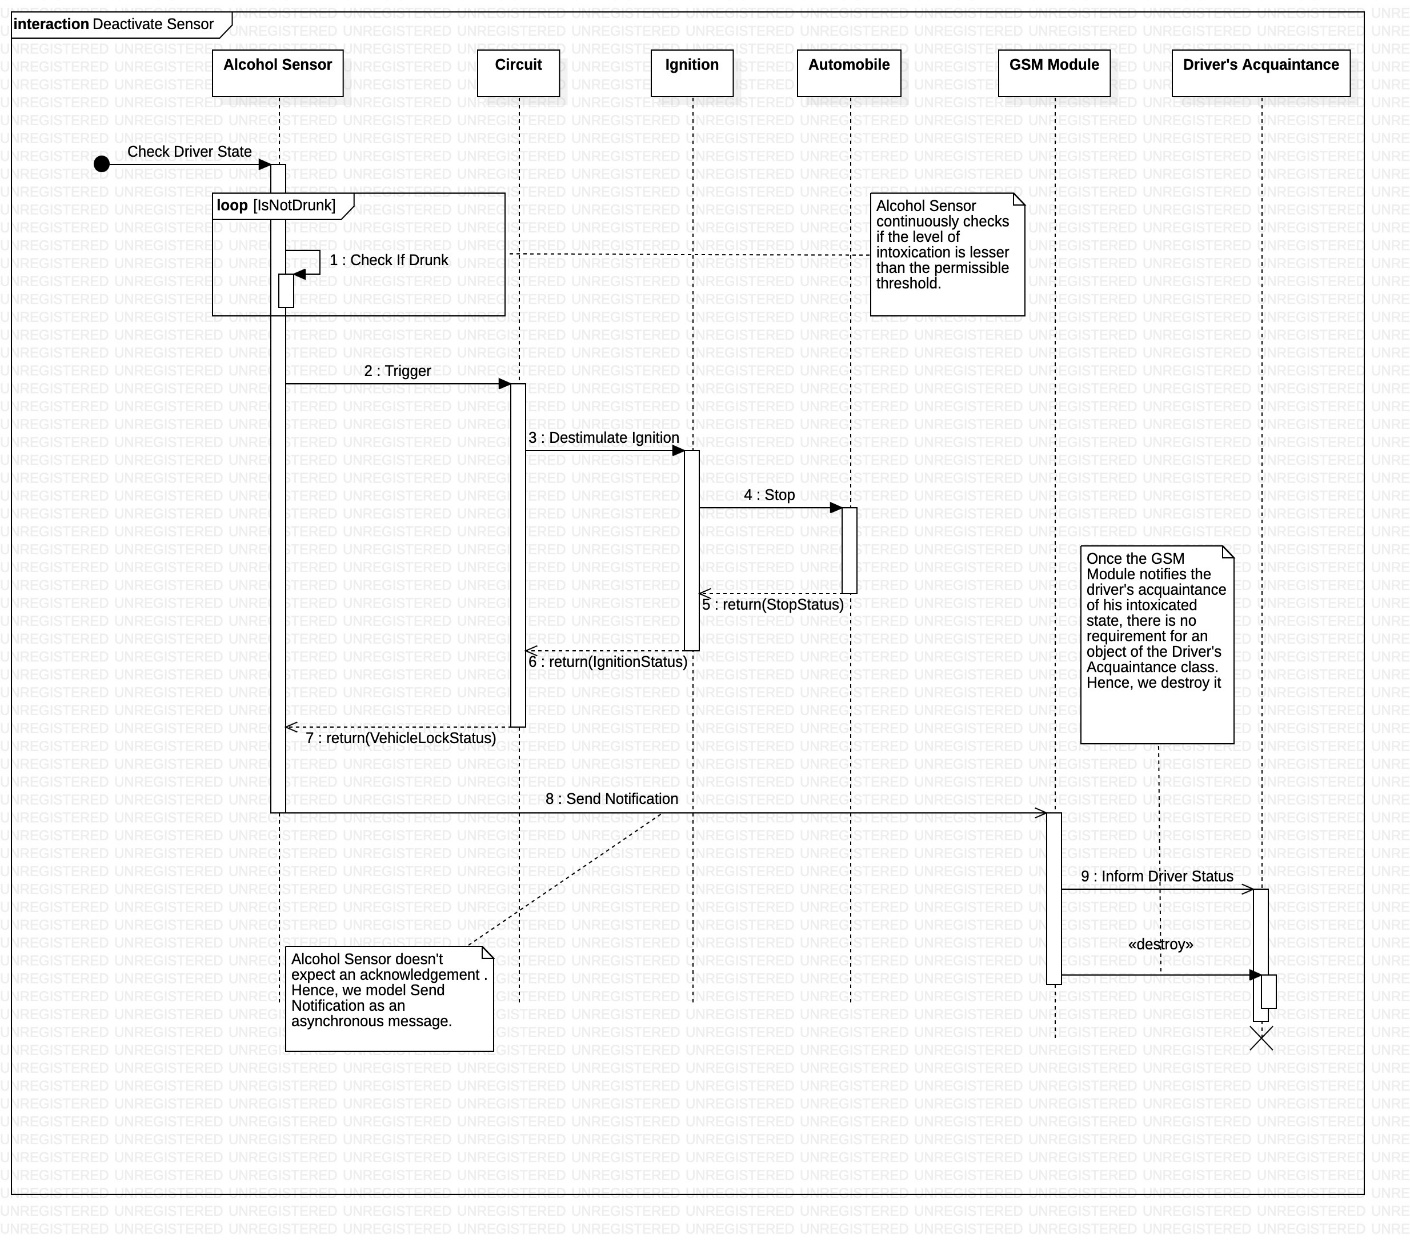 interaction Deactivate Sensor
Alcohol Sensor
Circuit
Ignition
Automobile
GSM Module
Driver's Acquaintance
Check Driver State
loop [IsNotDrunk]
1 : Check If Drunk
Alcohol Sensor
continuously checks
if the level of
intoxication is lesser
than the permissible
threshold.
2 : Trigger
3 : Destimulate Ignition
4 : Stop
5 : return(StopStatus)
6 : return(IgnitionStatus)
7 : return(VehicleLockStatus)
Once the GSM
Module notifies the
driver's acquaintance
of his intoxicated
state, there is no
requirement for an
object of the Driver's
Acquaintance class.
Hence, we destroy it
8 : Send Notification
9 : Inform Driver Status
«destroy»
Alcohol Sensor doesn't
expect an acknowledgement .
Hence, we model Send
Notification as an
asynchronous message.
UNREGISTERED